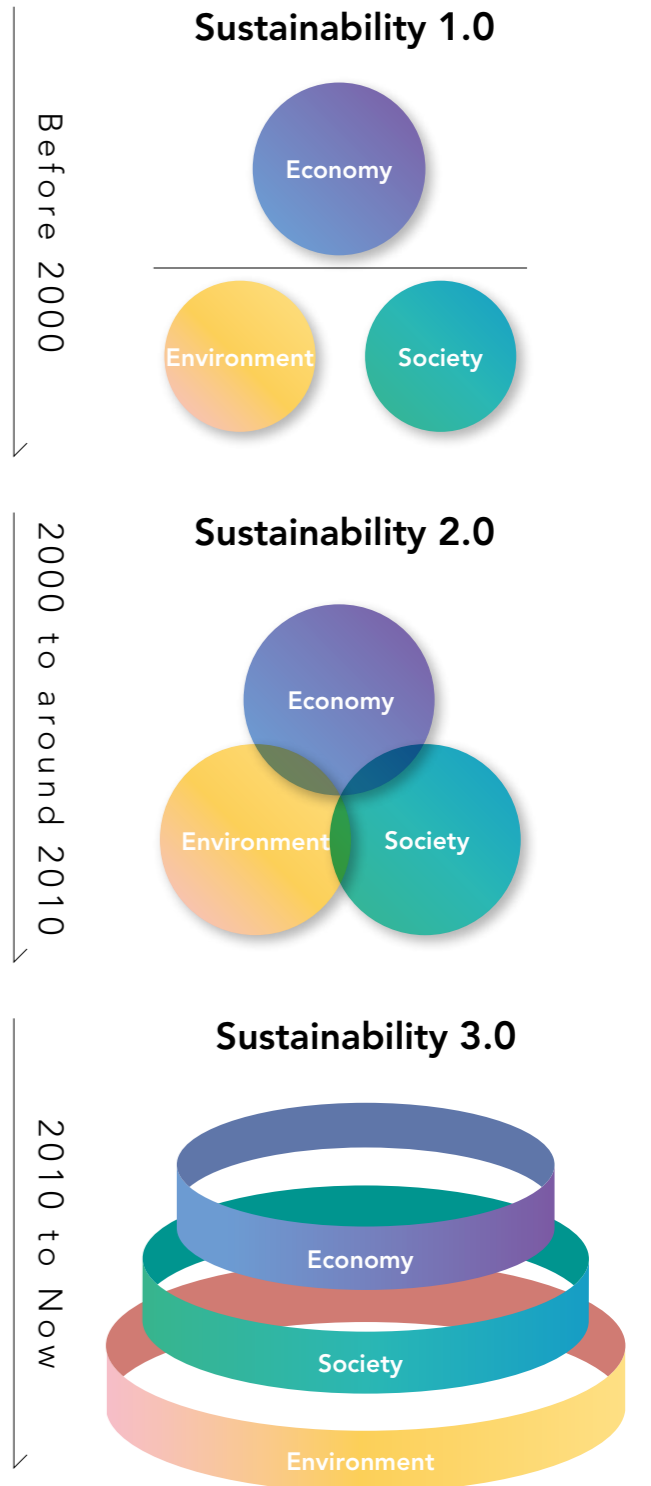 Sustainability 1.0
Before 2000
Economy
Environment
Society
Sustainability 2.0
2000 to around 2010
Economy
Environment
Society
Sustainability 3.0
2010 to Now
Economy
Society
Environment